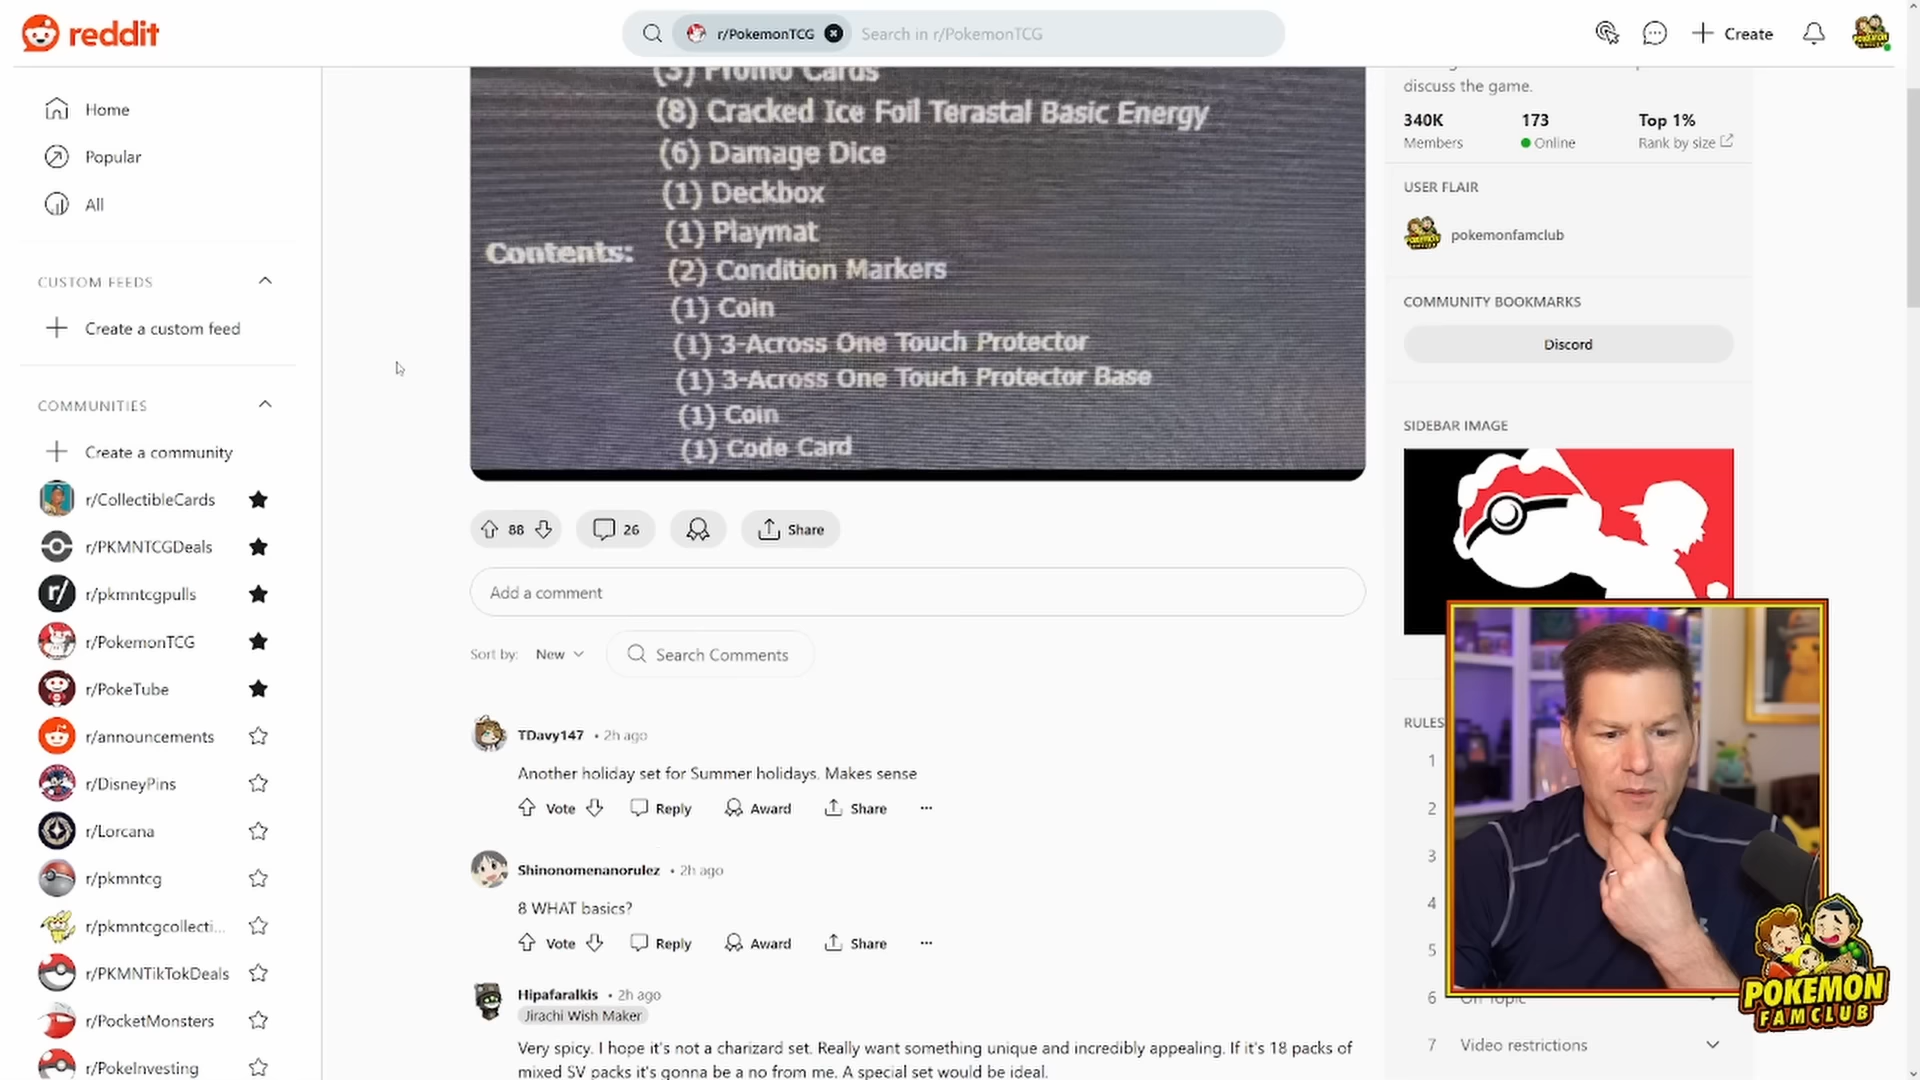 reddit
r/PokemonTCG
Search in r/PokemonTCG
Create
Home
Popular
All
CUSTOM FEEDS
Create a custom feed
COMMUNITIES
Create a community
r/CollectibleCards
r/PKMNTCGDeals
r/pkmntcgpulls
r/PokemonTCG
r/PokeTube
r/announcements
r/DisneyPins
r/Lorcana
r/pkmntcg
r/pkmntcgcollecti...
r/PKMNTikTokDeals
r/PocketMonsters
r/PokeInvesting
(3) Promo Cards
(8) Cracked Ice Foil Terastal Basic Energy
(6) Damage Dice
(1) Deckbox
(1) Playmat
Contents:
(2) Condition Markers
(1) Coin
(1) 3-Across One Touch Protector
(1) 3-Across One Touch Protector Base
(1) Coin
(1) Code Card
88
26
Share
Add a comment
Sort by: New
Search Comments
TDavy147 • 2h ago
Another holiday set for Summer holidays. Makes sense
Vote Reply Award Share ...
Shinonomenanorulez • 2h ago
8 WHAT basics?
Vote Reply Award Share ...
Hipafaralkis • 2h ago
Jirachi Wish Maker
Very spicy. I hope it's not a charizard set. Really want something unique and incredibly appealing. If it's 18 packs of
mixed SV packs it's gonna be a no from me. A special set would be ideal.
discuss the game.
340K 173 Top 1%
Members Online Rank by size
USER FLAIR
pokemonfamclub
COMMUNITY BOOKMARKS
Discord
SIDEBAR IMAGE
RULES
1
2
3
4
5
6
7 Video restrictions
POKEMON
FAMCLUB